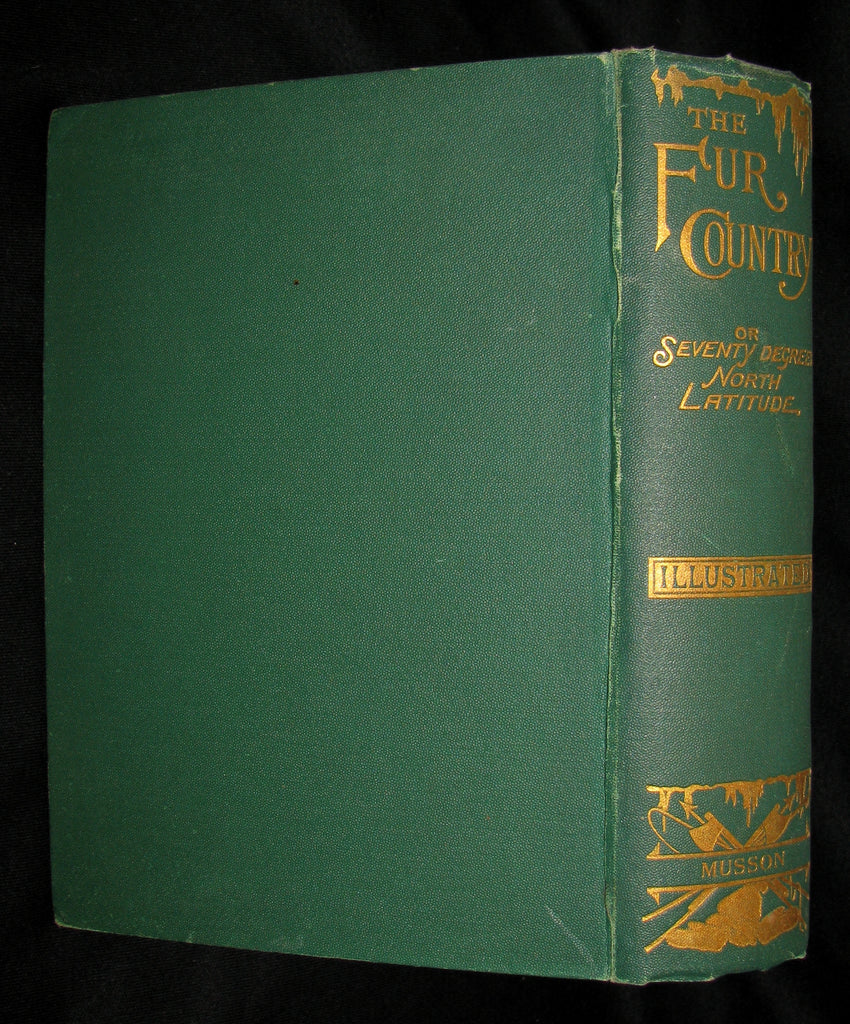 THE
FUR
COUNTRY
OR
SEVENTY DEGREES
NORTH
LATITUDE.
ILLUSTRATED
MUSSON